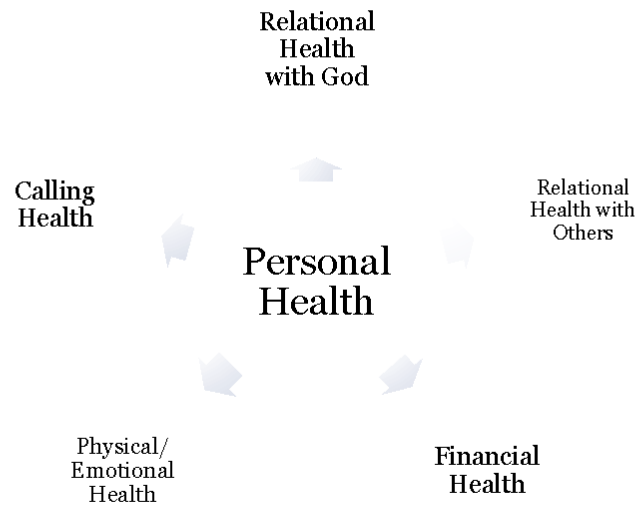 Relational
Health
with God
Calling
Health
Relational
Health with
Others
Personal
Health
Physical/
Emotional
Health
Financial
Health